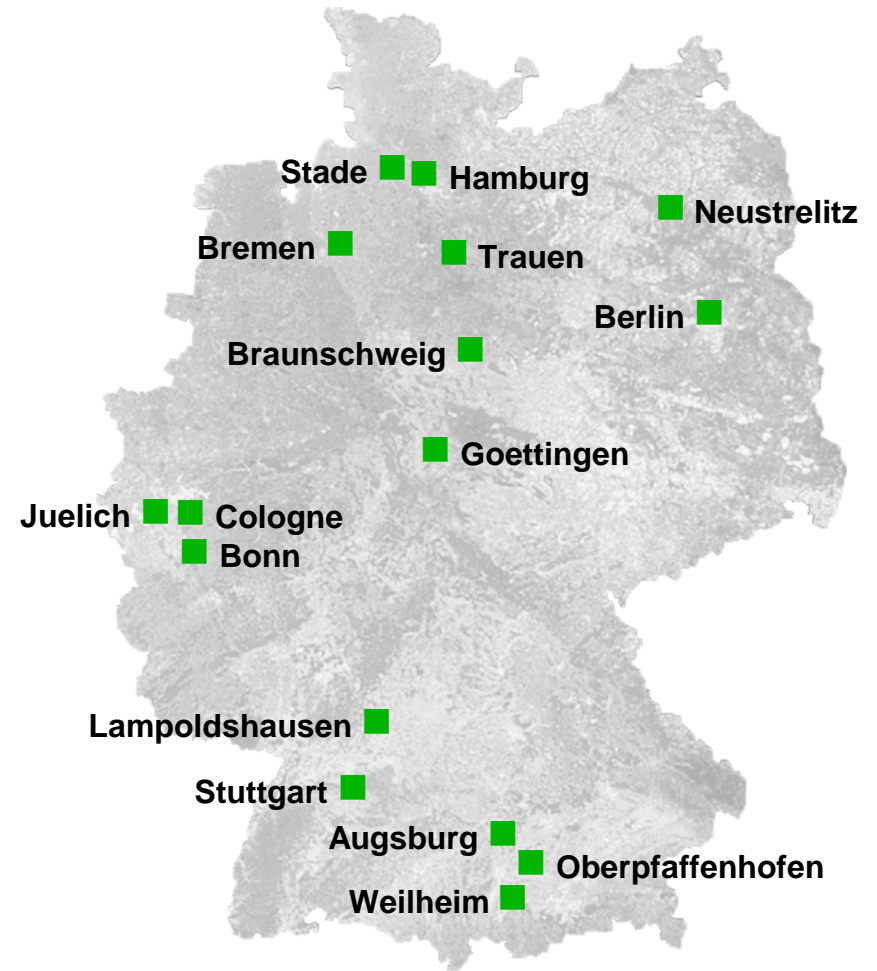 Stade
Hamburg
Neustrelitz
Bremen
Trauen
Berlin
Braunschweig
Goettingen
Juelich
Cologne
Bonn
Lampoldshausen
Stuttgart
Augsburg
Oberpfaffenhofen
Weilheim